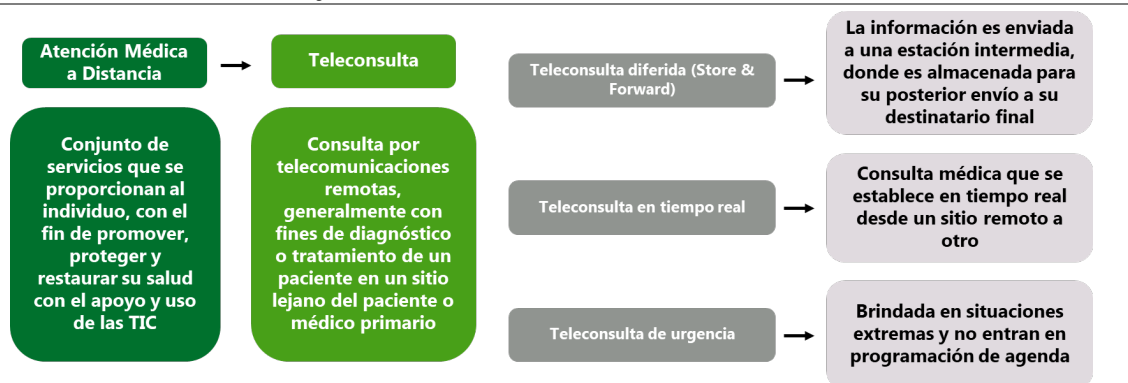 Atención Médica
a Distancia
Conjunto de
servicios que se
proporcionan al
individuo, con el
fin de promover,
proteger y
restaurar su salud
con el apoyo y uso
de las TIC
Teleconsulta
Consulta por
telecomunicaciones
remotas,
generalmente con
fines de diagnóstico
o tratamiento de un
paciente en un sitio
lejano del paciente o
médico primario
Teleconsulta diferida (Store &
Forward)
La información es enviada
a una estación intermedia,
donde es almacenada para
su posterior envío a su
destinatario final
Teleconsulta en tiempo real
Consulta médica que se
establece en tiempo real
desde un sitio remoto a
otro
Teleconsulta de urgencia
Brindada en situaciones
extremas y no entran en
programación de agenda